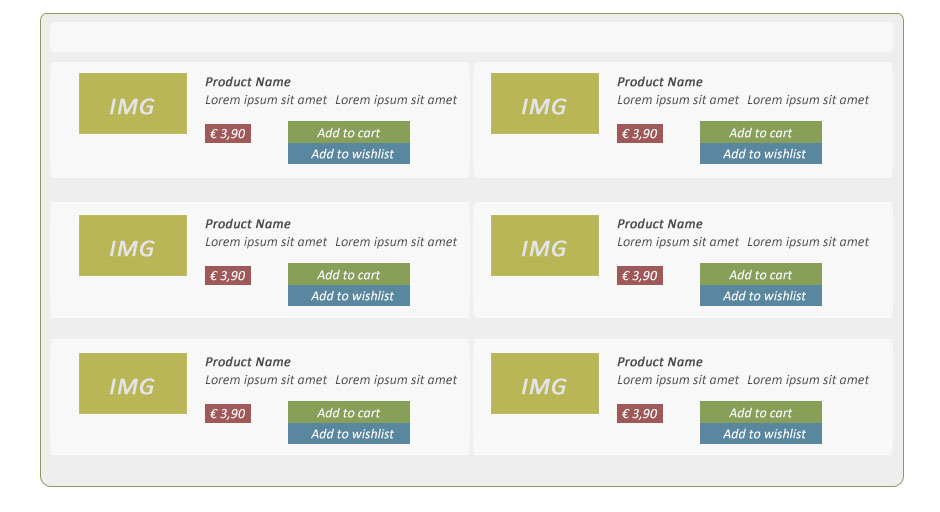 IMG
Product Name
Lorem ipsum sit amet Lorem ipsum sit amet
€ 3,90
Add to cart
Add to wishlist
IMG
Product Name
Lorem ipsum sit amet Lorem ipsum sit amet
€ 3,90
Add to cart
Add to wishlist
IMG
Product Name
Lorem ipsum sit amet Lorem ipsum sit amet
€ 3,90
Add to cart
Add to wishlist
IMG
Product Name
Lorem ipsum sit amet Lorem ipsum sit amet
€ 3,90
Add to cart
Add to wishlist
IMG
Product Name
Lorem ipsum sit amet Lorem ipsum sit amet
€ 3,90
Add to cart
Add to wishlist
IMG
Product Name
Lorem ipsum sit amet Lorem ipsum sit amet
€ 3,90
Add to cart
Add to wishlist